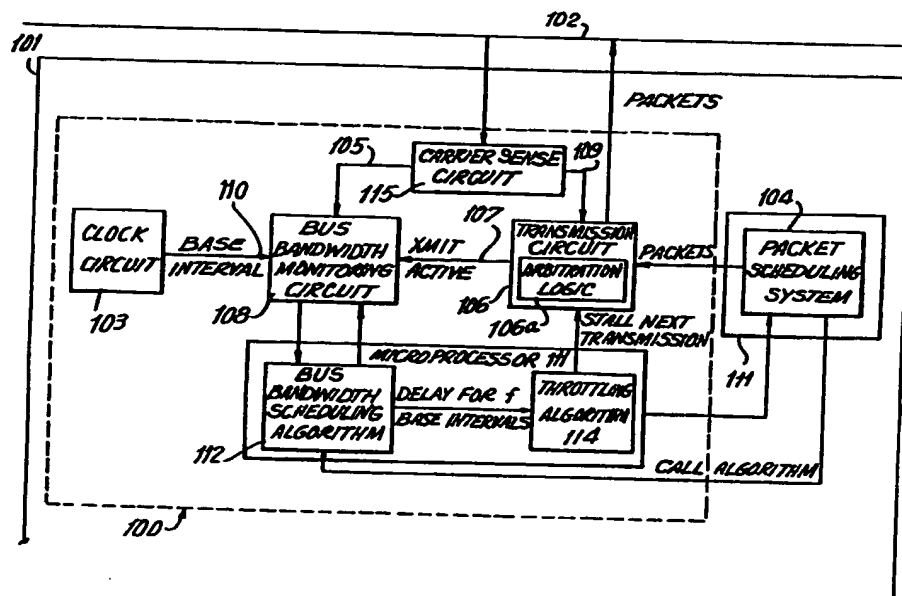 102
101
PACKETS
105
CARRIER SENSE
CIRCUIT
115
109
110
107
104
CLOCK
CIRCUIT
103
BASE
INTERVAL
BUS
BANDWIDTH
MONITORING
CIRCUIT
108
XMIT
ACTIVE
TRANSMISSION
CIRCUIT
ARBITRATION
LOGIC
106
106a
PACKETS
PACKET
SCHEDULING
SYSTEM
STALL NEXT
TRANSMISSION
111
MICROPROCESSOR 111
BUS
BANDWIDTH
SCHEDULING
ALGORITHM
112
DELAY FOR f
BASE INTERVALS
THROTTLING
ALGORITHM
114
CALL ALGORITHM
100